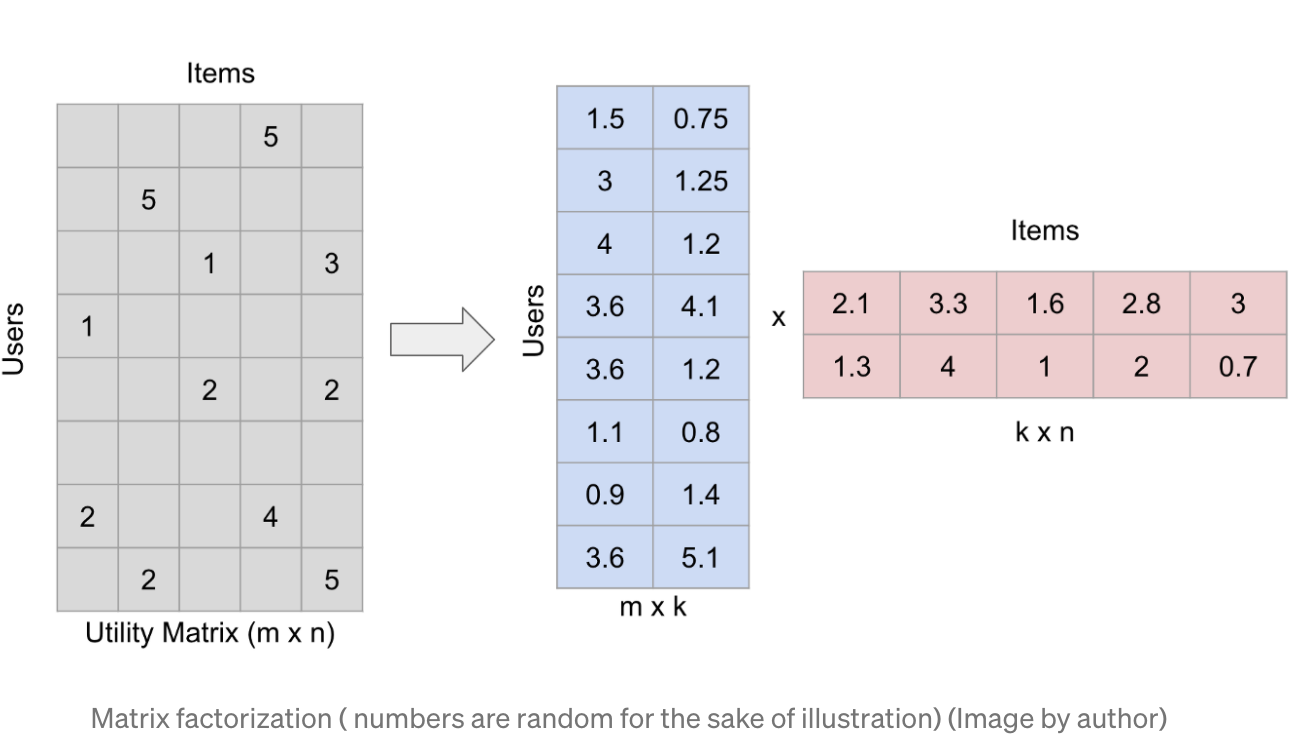 Items
5
5
1 3
1
2 2
2 4
2 5
Users
Utility Matrix (m x n)
1.5 0.75
3 1.25
4 1.2
3.6 4.1
3.6 1.2
1.1 0.8
0.9 1.4
3.6 5.1
Users
m x k
x
Items
2.1 3.3 1.6 2.8 3
1.3 4 1 2 0.7
k x n
Matrix factorization ( numbers are random for the sake of illustration) (Image by author)